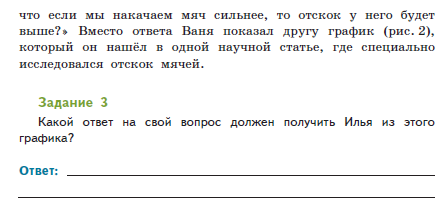 что если мы накачаем мяч сильнее, то отскок у него будет
выше?» Вместо ответа Ваня показал другу график (рис. 2),
который он нашёл в одной научной статье, где специально
исследовался отскок мячей.
Задание 3
Какой ответ на свой вопрос должен получить Илья из этого
графика?
Ответ: